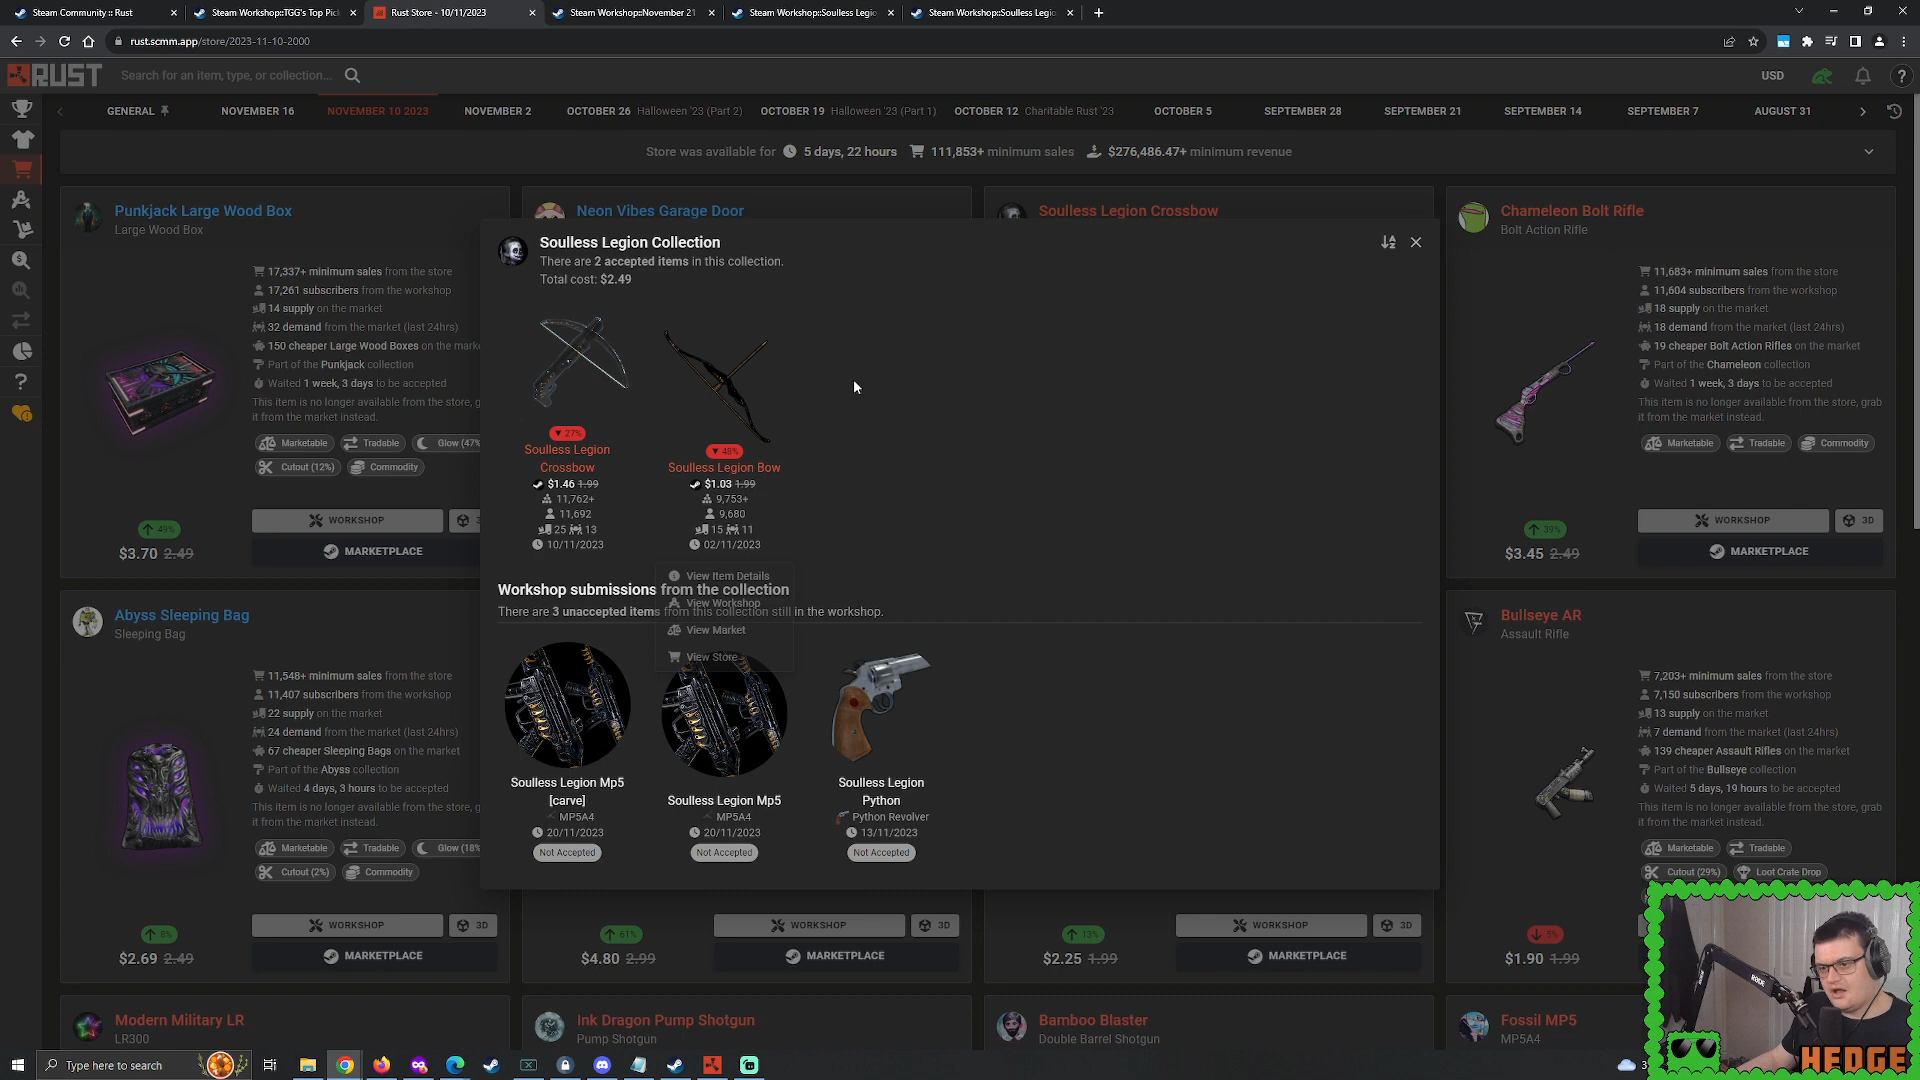 Steam Community :: Rust
Steam Workshop::TGG's Top Pic
Rust Store - 10/11/2023
Steam Workshop::November 21
Steam Workshop::Soulless Legio
Steam Workshop::Soulless Legio
rust.scmm.app/store/2023-11-10-2000
RUST
Search for an item, type, or collection...
USD
GENERAL
NOVEMBER 16
NOVEMBER 10 2023
NOVEMBER 2
OCTOBER 26 Halloween '23 (Part 2)
OCTOBER 19 Halloween '23 (Part 1)
OCTOBER 12 Charitable Rust '23
OCTOBER 5
SEPTEMBER 28
SEPTEMBER 21
SEPTEMBER 14
SEPTEMBER 7
AUGUST 31
Store was available for 5 days, 22 hours 111,853+ minimum sales $276,486.47+ minimum revenue
Punkjack Large Wood Box
Large Wood Box
17,337+ minimum sales from the store
17,261 subscribers from the workshop
14 supply on the market
32 demand from the market (last 24hrs)
150 cheaper Large Wood Boxes on the marke
Part of the Punkjack collection
Waited 1 week, 3 days to be accepted
This item is no longer available from the store, g
it from the market instead.
Marketable
Tradable
Glow (47%
Cutout (12%)
Commodity
49%
$3.70 2.49
WORKSHOP
MARKETPLACE
Neon Vibes Garage Door
Soulless Legion Crossbow
Soulless Legion Collection
There are 2 accepted items in this collection.
Total cost: $2.49
27%
Soulless Legion
Crossbow
$1.46 1.99
11,762+
11,692
25 13
10/11/2023
48%
Soulless Legion Bow
$1.03 1.99
9,753+
9,680
15 11
02/11/2023
View Item Details
View Workshop
View Market
View Store
Workshop submissions from the collection
There are 3 unaccepted items from this collection still in the workshop.
Soulless Legion Mp5
[carve]
MP5A4
20/11/2023
Not Accepted
Soulless Legion Mp5
MP5A4
20/11/2023
Not Accepted
Soulless Legion
Python
Python Revolver
13/11/2023
Not Accepted
Chameleon Bolt Rifle
Bolt Action Rifle
11,683+ minimum sales from the store
11,604 subscribers from the workshop
18 supply on the market
18 demand from the market (last 24hrs)
19 cheaper Bolt Action Rifles on the market
Part of the Chameleon collection
Waited 1 week, 3 days to be accepted
This item is no longer available from the store, grab
it from the market instead.
Marketable
Tradable
Commodity
39%
$3.45 2.49
WORKSHOP
3D
MARKETPLACE
Abyss Sleeping Bag
Sleeping Bag
11,548+ minimum sales from the store
11,407 subscribers from the workshop
22 supply on the market
24 demand from the market (last 24hrs)
67 cheaper Sleeping Bags on the market
Part of the Abyss collection
Waited 4 days, 3 hours to be accepted
This item is no longer available from the store, g
it from the market instead.
Marketable
Tradable
Glow (18%
Cutout (2%)
Commodity
8%
$2.69 2.49
WORKSHOP
3D
MARKETPLACE
61%
$4.80 2.99
WORKSHOP
3D
MARKETPLACE
13%
$2.25 1.99
WORKSHOP
3D
MARKETPLACE
Bullseye AR
Assault Rifle
7,203+ minimum sales from the store
7,150 subscribers from the workshop
13 supply on the market
7 demand from the market (last 24hrs)
139 cheaper Assault Rifles on the market
Part of the Bullseye collection
Waited 5 days, 19 hours to be accepted
This item is no longer available from the store, grab
it from the market instead.
Marketable
Tradable
Cutout (29%)
Loot Crate Drop
5%
$1.90 1.99
Modern Military LR
LR300
Ink Dragon Pump Shotgun
Pump Shotgun
Bamboo Blaster
Double Barrel Shotgun
Fossil MP5
MP5A4
Type here to search
RODE
HEDGE